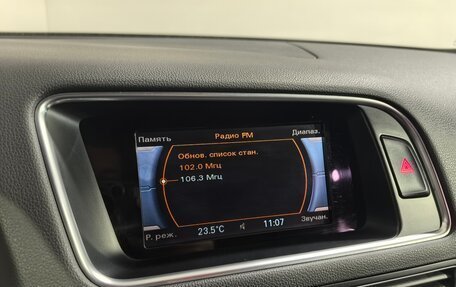 Память
Радио FM
Диапаз.
Обнов. список стан.
102.0 Мгц
106.3 Мгц
Р. реж.
23.5°C
11:07
Звучан.